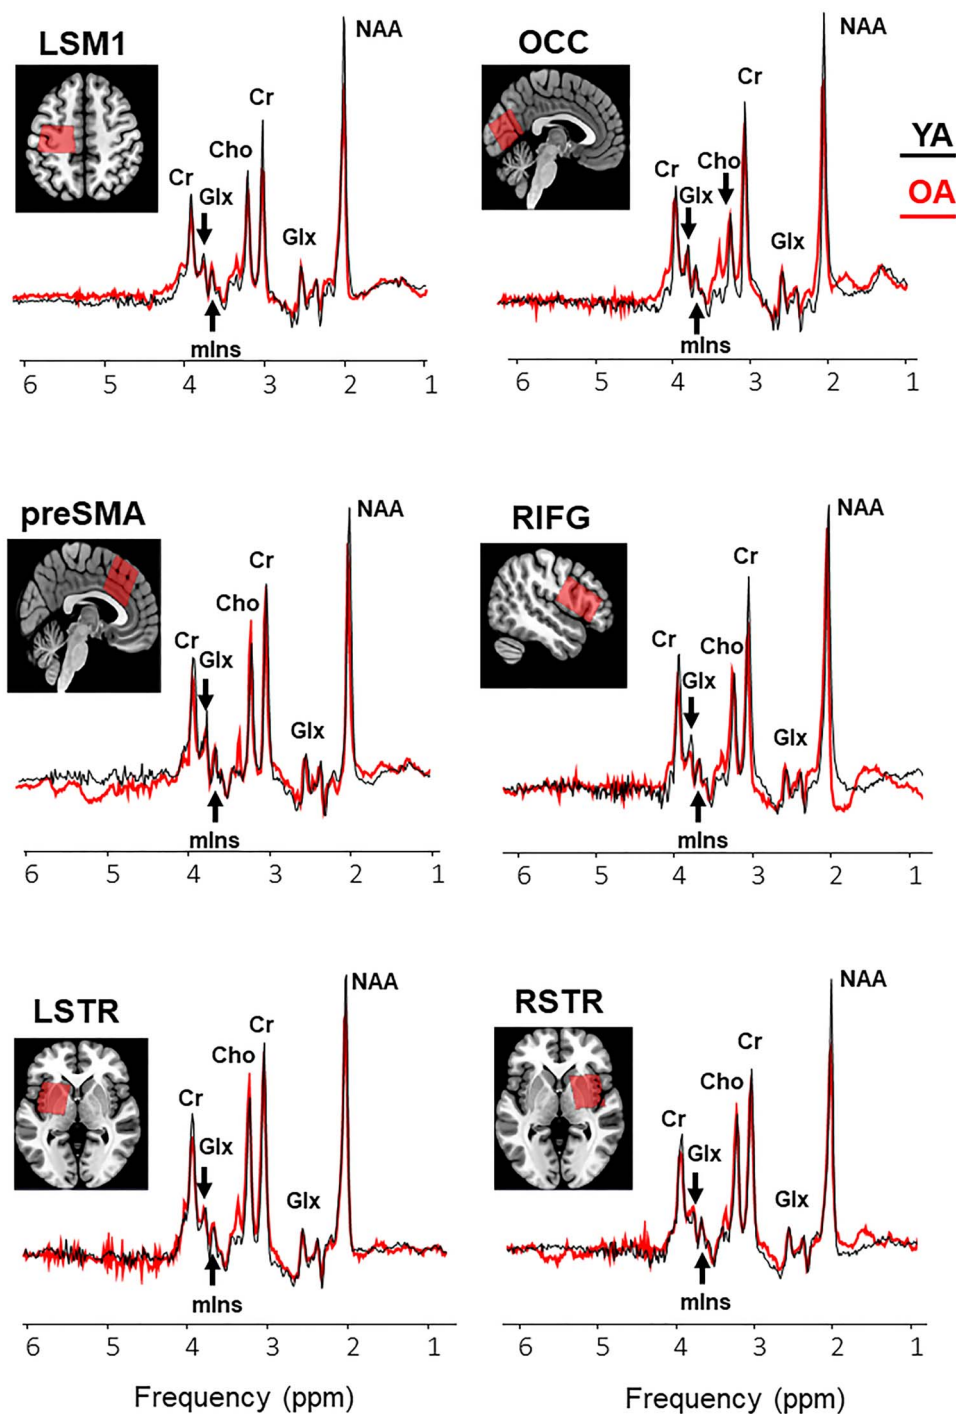 LSM1
NAA
Cr
Cho
Cr
Glx
Glx
mIns
6 5 4 3 2 1
OCC
NAA
Cr
Cho
Cr
Glx
Glx
mIns
6 5 4 3 2 1
YA
OA
preSMA
NAA
Cr
Cho
Cr
Glx
Glx
mIns
6 5 4 3 2 1
RIFG
NAA
Cr
Cr
Cho
Glx
Glx
mIns
6 5 4 3 2 1
LSTR
NAA
Cr
Cho
Cr
Glx
Glx
mIns
6 5 4 3 2 1
Frequency (ppm)
RSTR
NAA
Cr
Cho
Cr
Glx
Glx
mIns
6 5 4 3 2 1
Frequency (ppm)